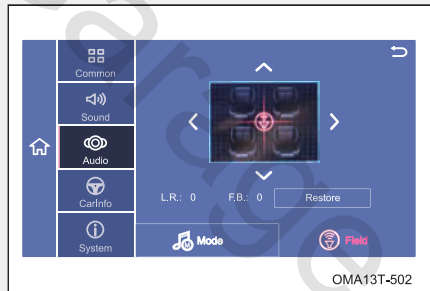 Common
Sound
Audio
CarInfo
System
L.R.: 0 F.B.: 0 Restore
Mode
Field
OMA13T-502